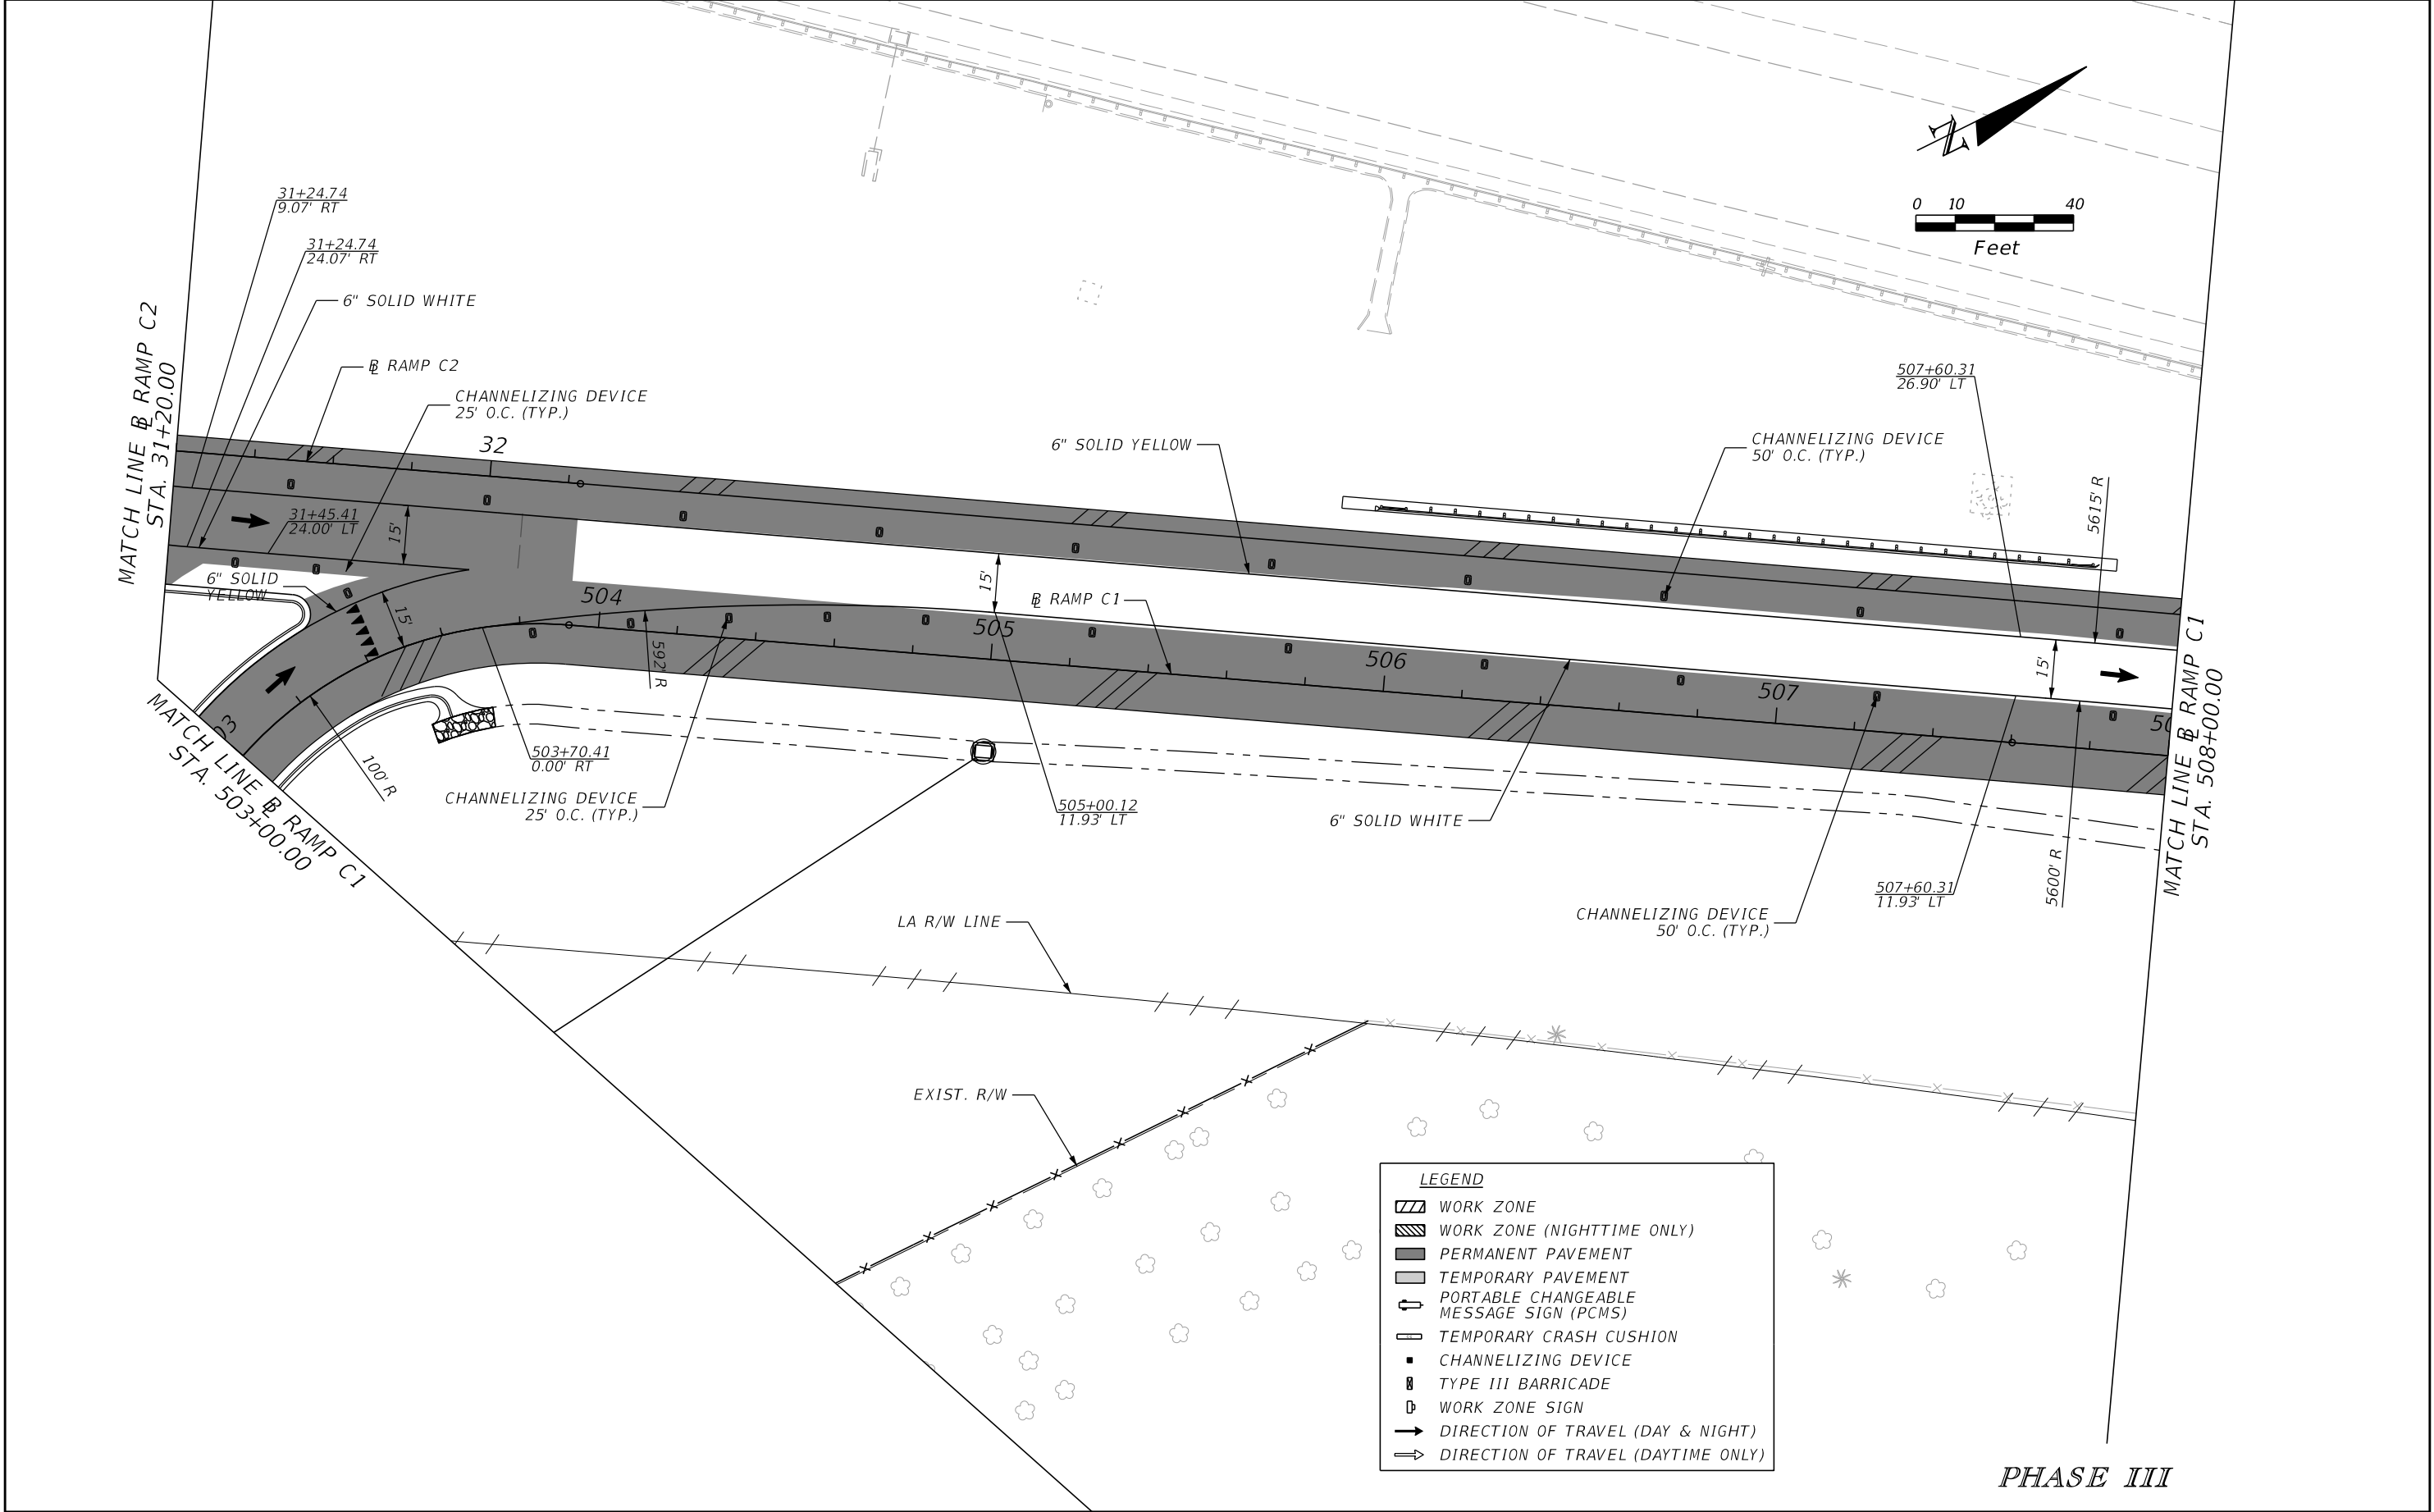 0 10 40
Feet
N
31+24.74
9.07' RT
31+24.74
24.07' RT
6" SOLID WHITE
MATCH LINE BL RAMP C2
STA. 31+20.00
BL RAMP C2
CHANNELIZING DEVICE
25' O.C. (TYP.)
32
31+45.41
24.00' LT
15'
6" SOLID
YELLOW
15'
504
592' R
503+70.41
0.00' RT
100' R
MATCH LINE BL RAMP C1
STA. 503+00.00
CHANNELIZING DEVICE
25' O.C. (TYP.)
6" SOLID YELLOW
15'
BL RAMP C1
505
505+00.12
11.93' LT
506
6" SOLID WHITE
CHANNELIZING DEVICE
50' O.C. (TYP.)
507+60.31
26.90' LT
5615' R
507
15'
507+60.31
11.93' LT
5600' R
CHANNELIZING DEVICE
50' O.C. (TYP.)
MATCH LINE BL RAMP C1
STA. 508+00.00
LA R/W LINE
EXIST. R/W
LEGEND
WORK ZONE
WORK ZONE (NIGHTTIME ONLY)
PERMANENT PAVEMENT
TEMPORARY PAVEMENT
PORTABLE CHANGEABLE
MESSAGE SIGN (PCMS)
TEMPORARY CRASH CUSHION
CHANNELIZING DEVICE
TYPE III BARRICADE
WORK ZONE SIGN
DIRECTION OF TRAVEL (DAY & NIGHT)
DIRECTION OF TRAVEL (DAYTIME ONLY)
PHASE III